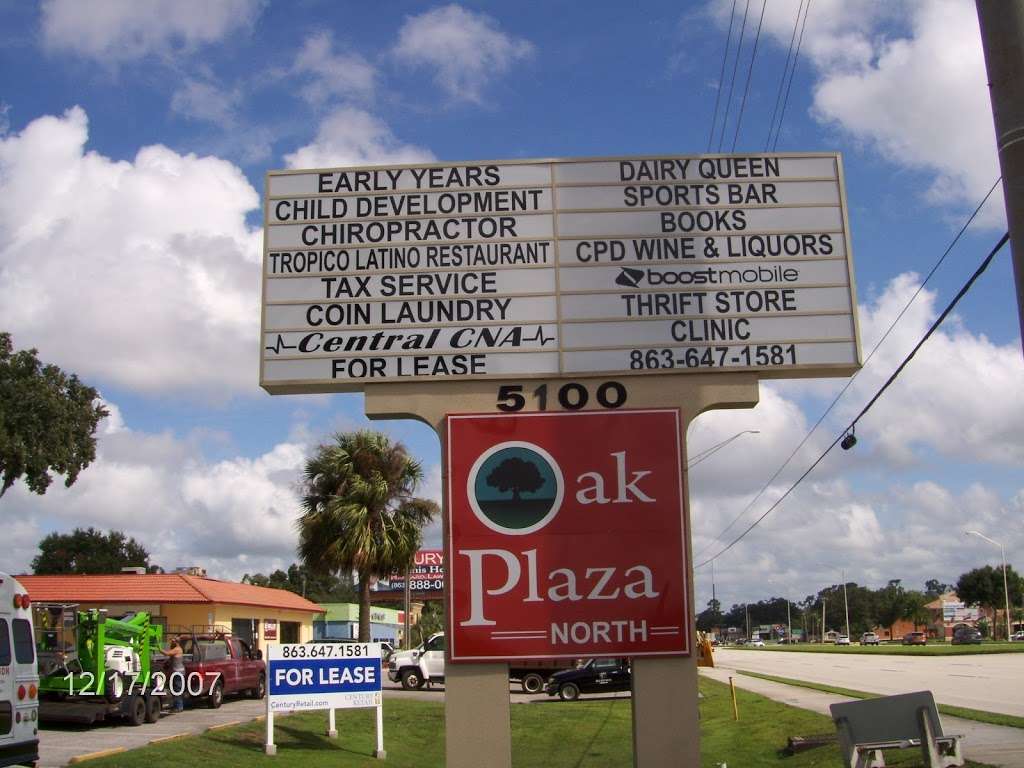 EARLY YEARS
CHILD DEVELOPMENT
CHIROPRACTOR
TROPICO LATINO RESTAURANT
TAX SERVICE
COIN LAUNDRY
Central CNA
FOR LEASE
DAIRY QUEEN
SPORTS BAR
BOOKS
CPD WINE & LIQUORS
boostmobile
THRIFT STORE
CLINIC
863-647-1581
5100
Oak
Plaza
NORTH
863.647.1581
FOR LEASE
CenturyRetail.com
CENTURY
RETAIL
12/17/2007